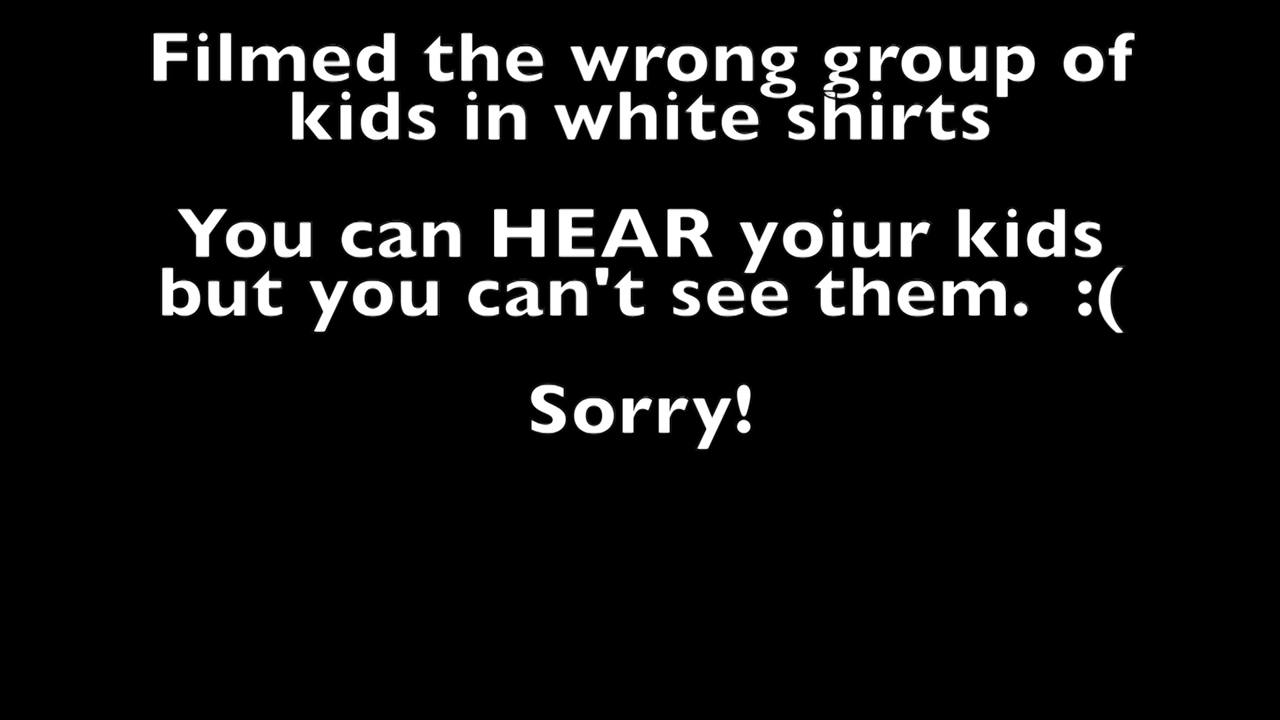 Filmed the wrong group of
kids in white shirts
You can HEAR yoiur kids
but you can't see them.  :(
Sorry!